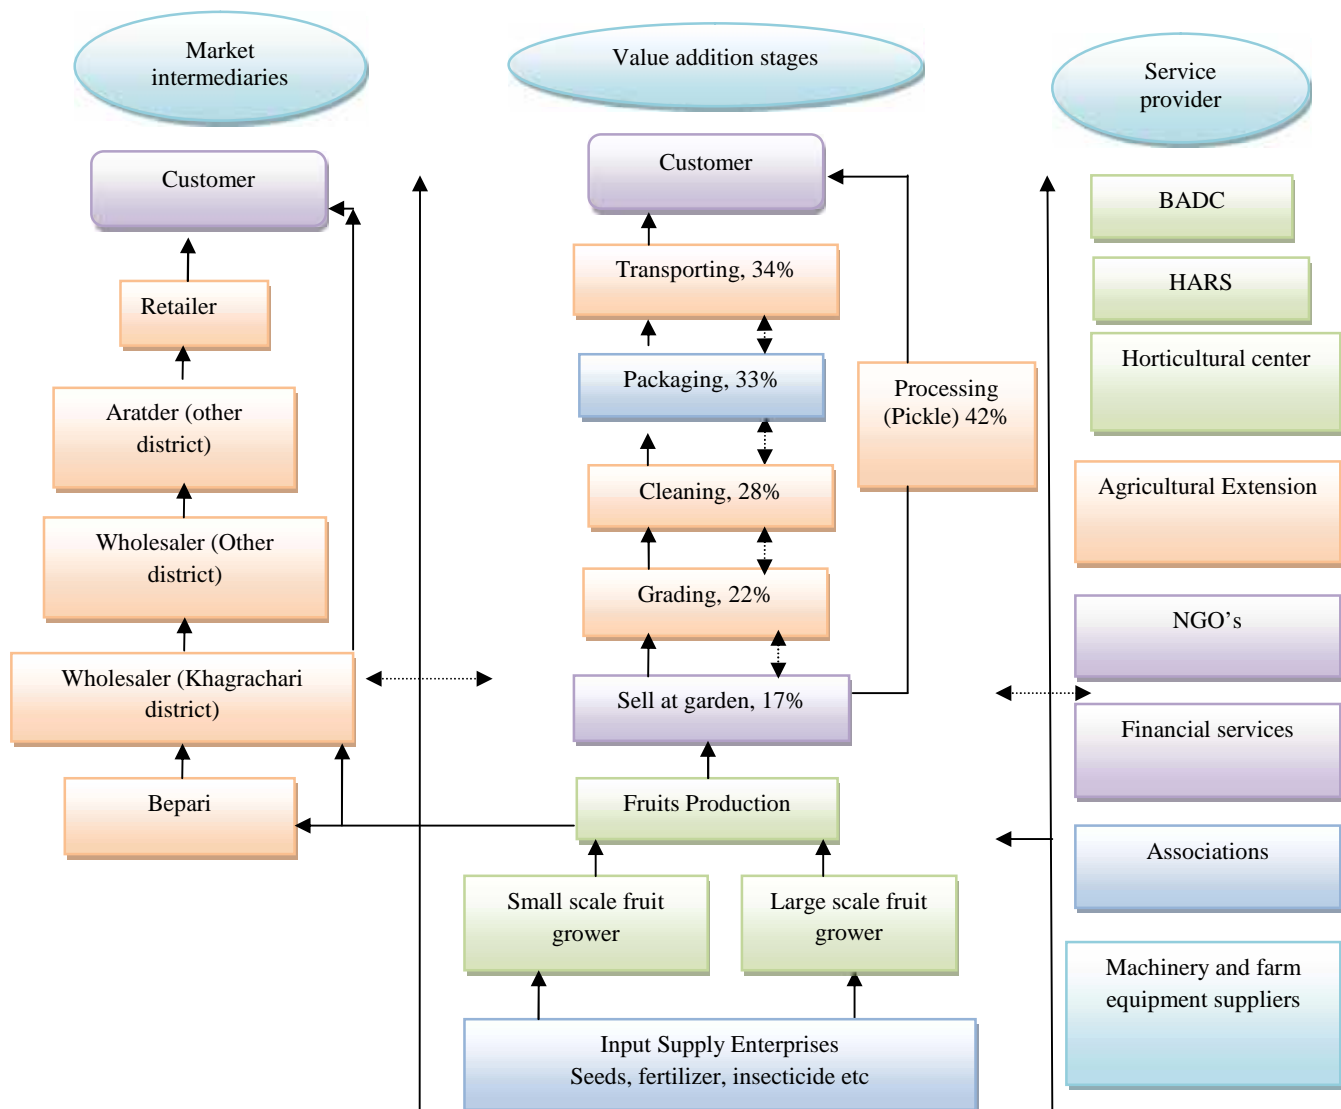 Market
intermediaries
Customer
Retailer
Aratder (other
district)
Wholesaler (Other
district)
Wholesaler (Khagrachari
district)
Bepari
Value addition stages
Customer
Transporting, 34%
Packaging, 33%
Cleaning, 28%
Grading, 22%
Sell at garden, 17%
Processing
(Pickle) 42%
Fruits Production
Small scale fruit
grower
Large scale fruit
grower
Input Supply Enterprises
Seeds, fertilizer, insecticide etc
Service
provider
BADC
HARS
Horticultural center
Agricultural Extension
NGO’s
Financial services
Associations
Machinery and farm
equipment suppliers